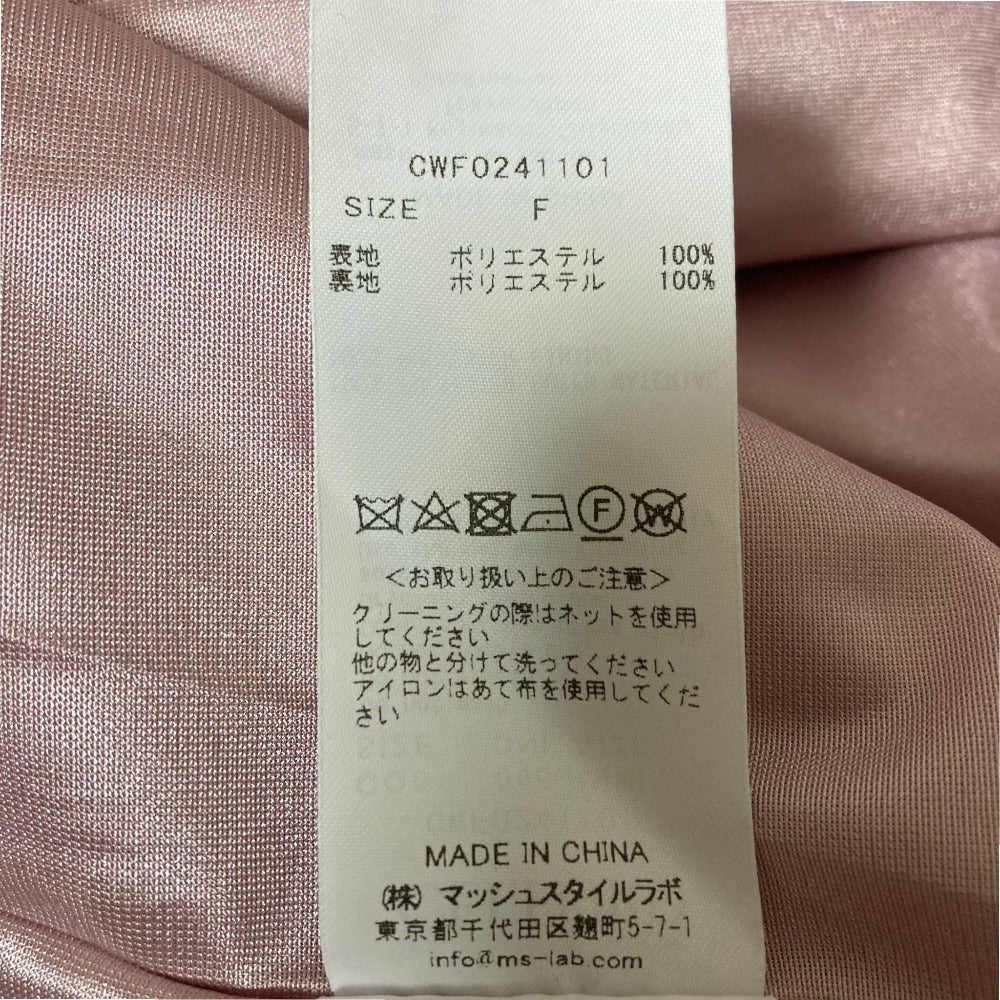 CWF0241101
SIZE F
表地 ポリエステル 100%
裏地 ポリエステル 100%
F W
<お取り扱い上のご注意>
クリーニングの際はネットを使用
してください
他の物と分けて洗ってください
アイロンはあて布を使用してくだ
さい
MADE IN CHINA
(株) マッシュスタイルラボ
東京都千代田区麹町5-7-1
info@ms-lab.com